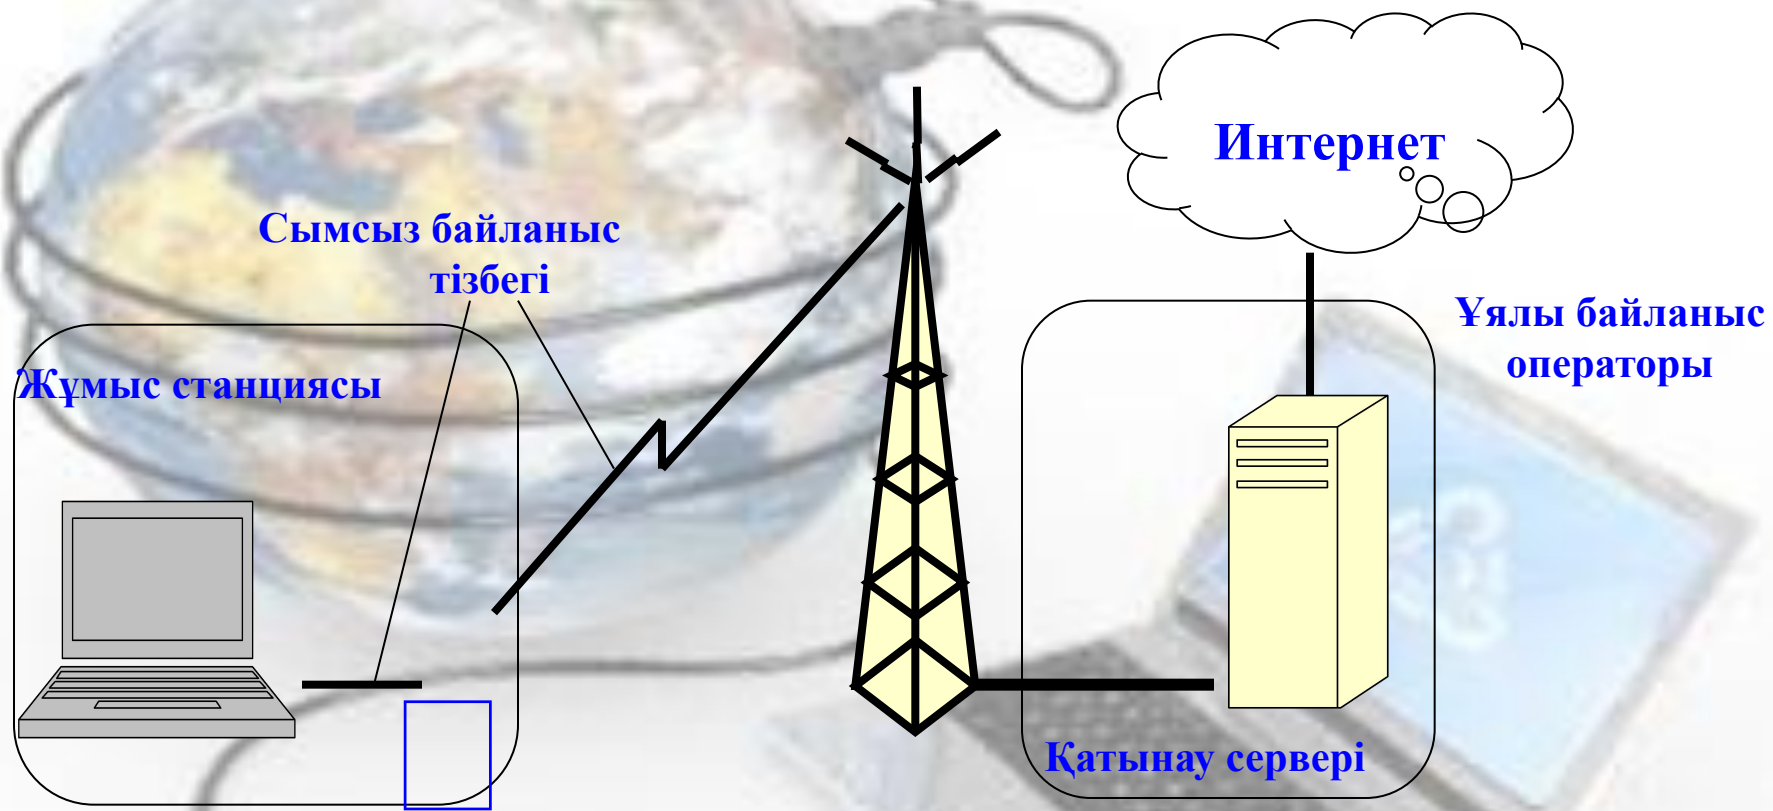 Интернет
Сымсыз байланыс
тізбегі
Ұялы байланыс
операторы
Жұмыс станциясы
Қатынау сервері